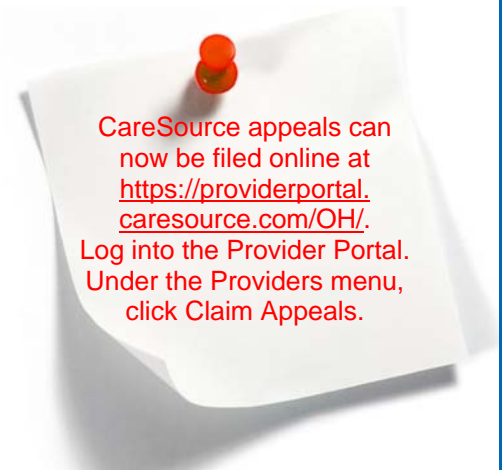 CareSource appeals can
now be filed online at
https://providerportal.
caresource.com/OH/.
Log into the Provider Portal.
Under the Providers menu,
click Claim Appeals.